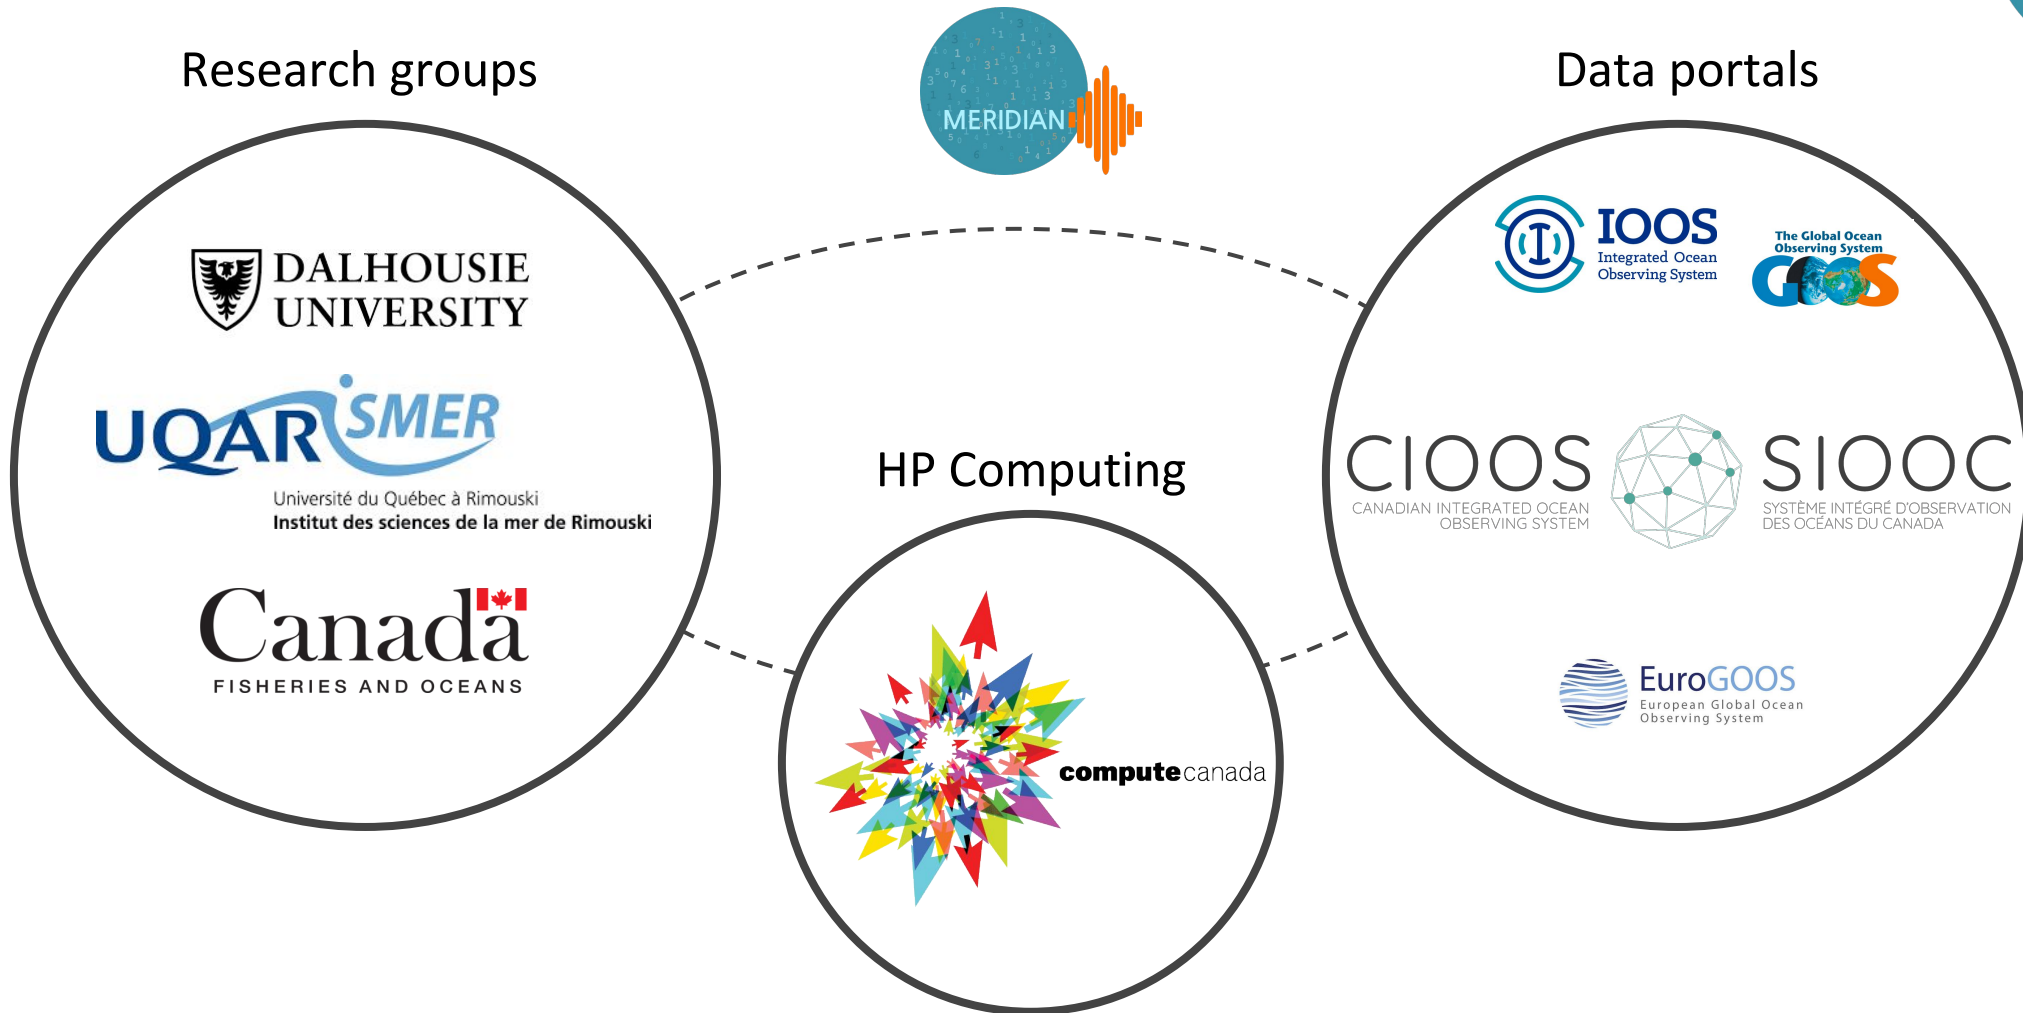 Research groups
MERIDIAN
Data portals
DALHOUSIE
UNIVERSITY
UQAR iSMER
Université du Québec à Rimouski
Institut des sciences de la mer de Rimouski
Canada
FISHERIES AND OCEANS
HP Computing
computecanada
IOOS
Integrated Ocean
Observing System
The Global Ocean
Observing System
GOOS
CIOOS
CANADIAN INTEGRATED OCEAN
OBSERVING SYSTEM
SIOOC
SYSTÈME INTÉGRÉ D'OBSERVATION
DES OCÉANS DU CANADA
EuroGOOS
European Global Ocean
Observing System